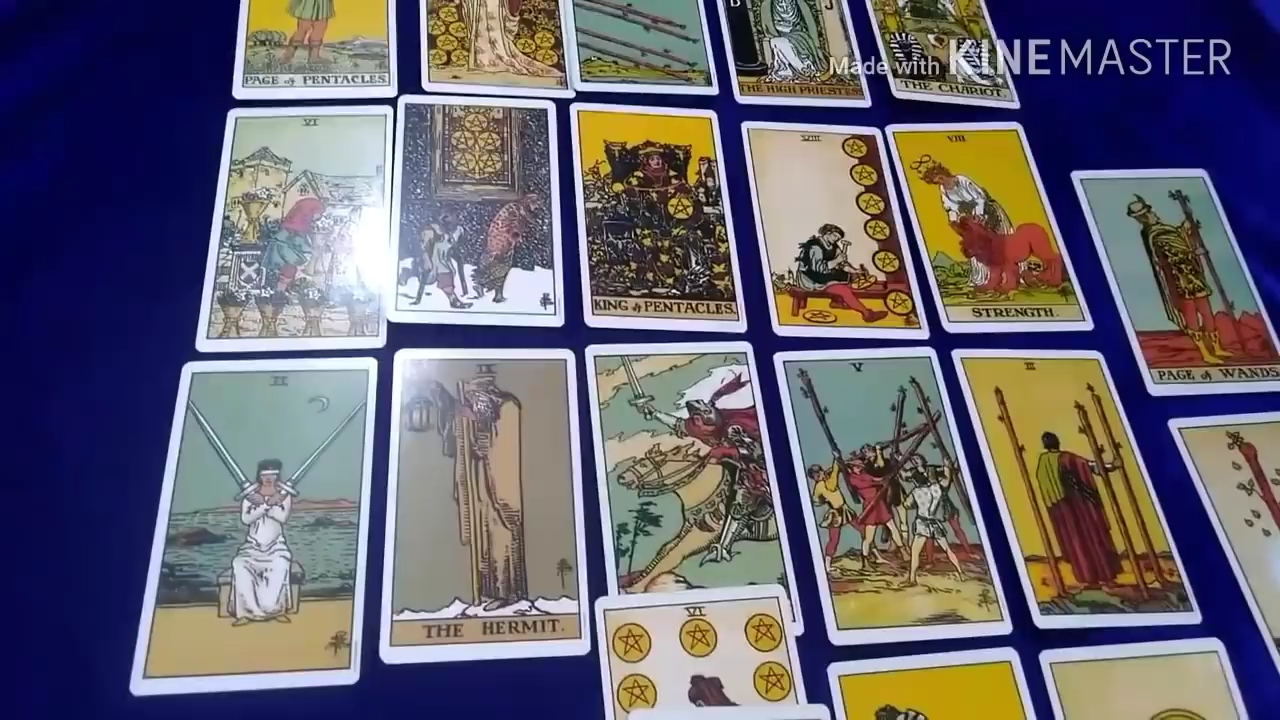 B J
Made with KINEMASTER
PAGE of PENTACLES.
THE HIGH PRIESTESS
THE CHARIOT.
VI
VIII
VIII
KING of PENTACLES.
STRENGTH.
PAGE of WANDS
II
IX
V
III
THE HERMIT.
VI